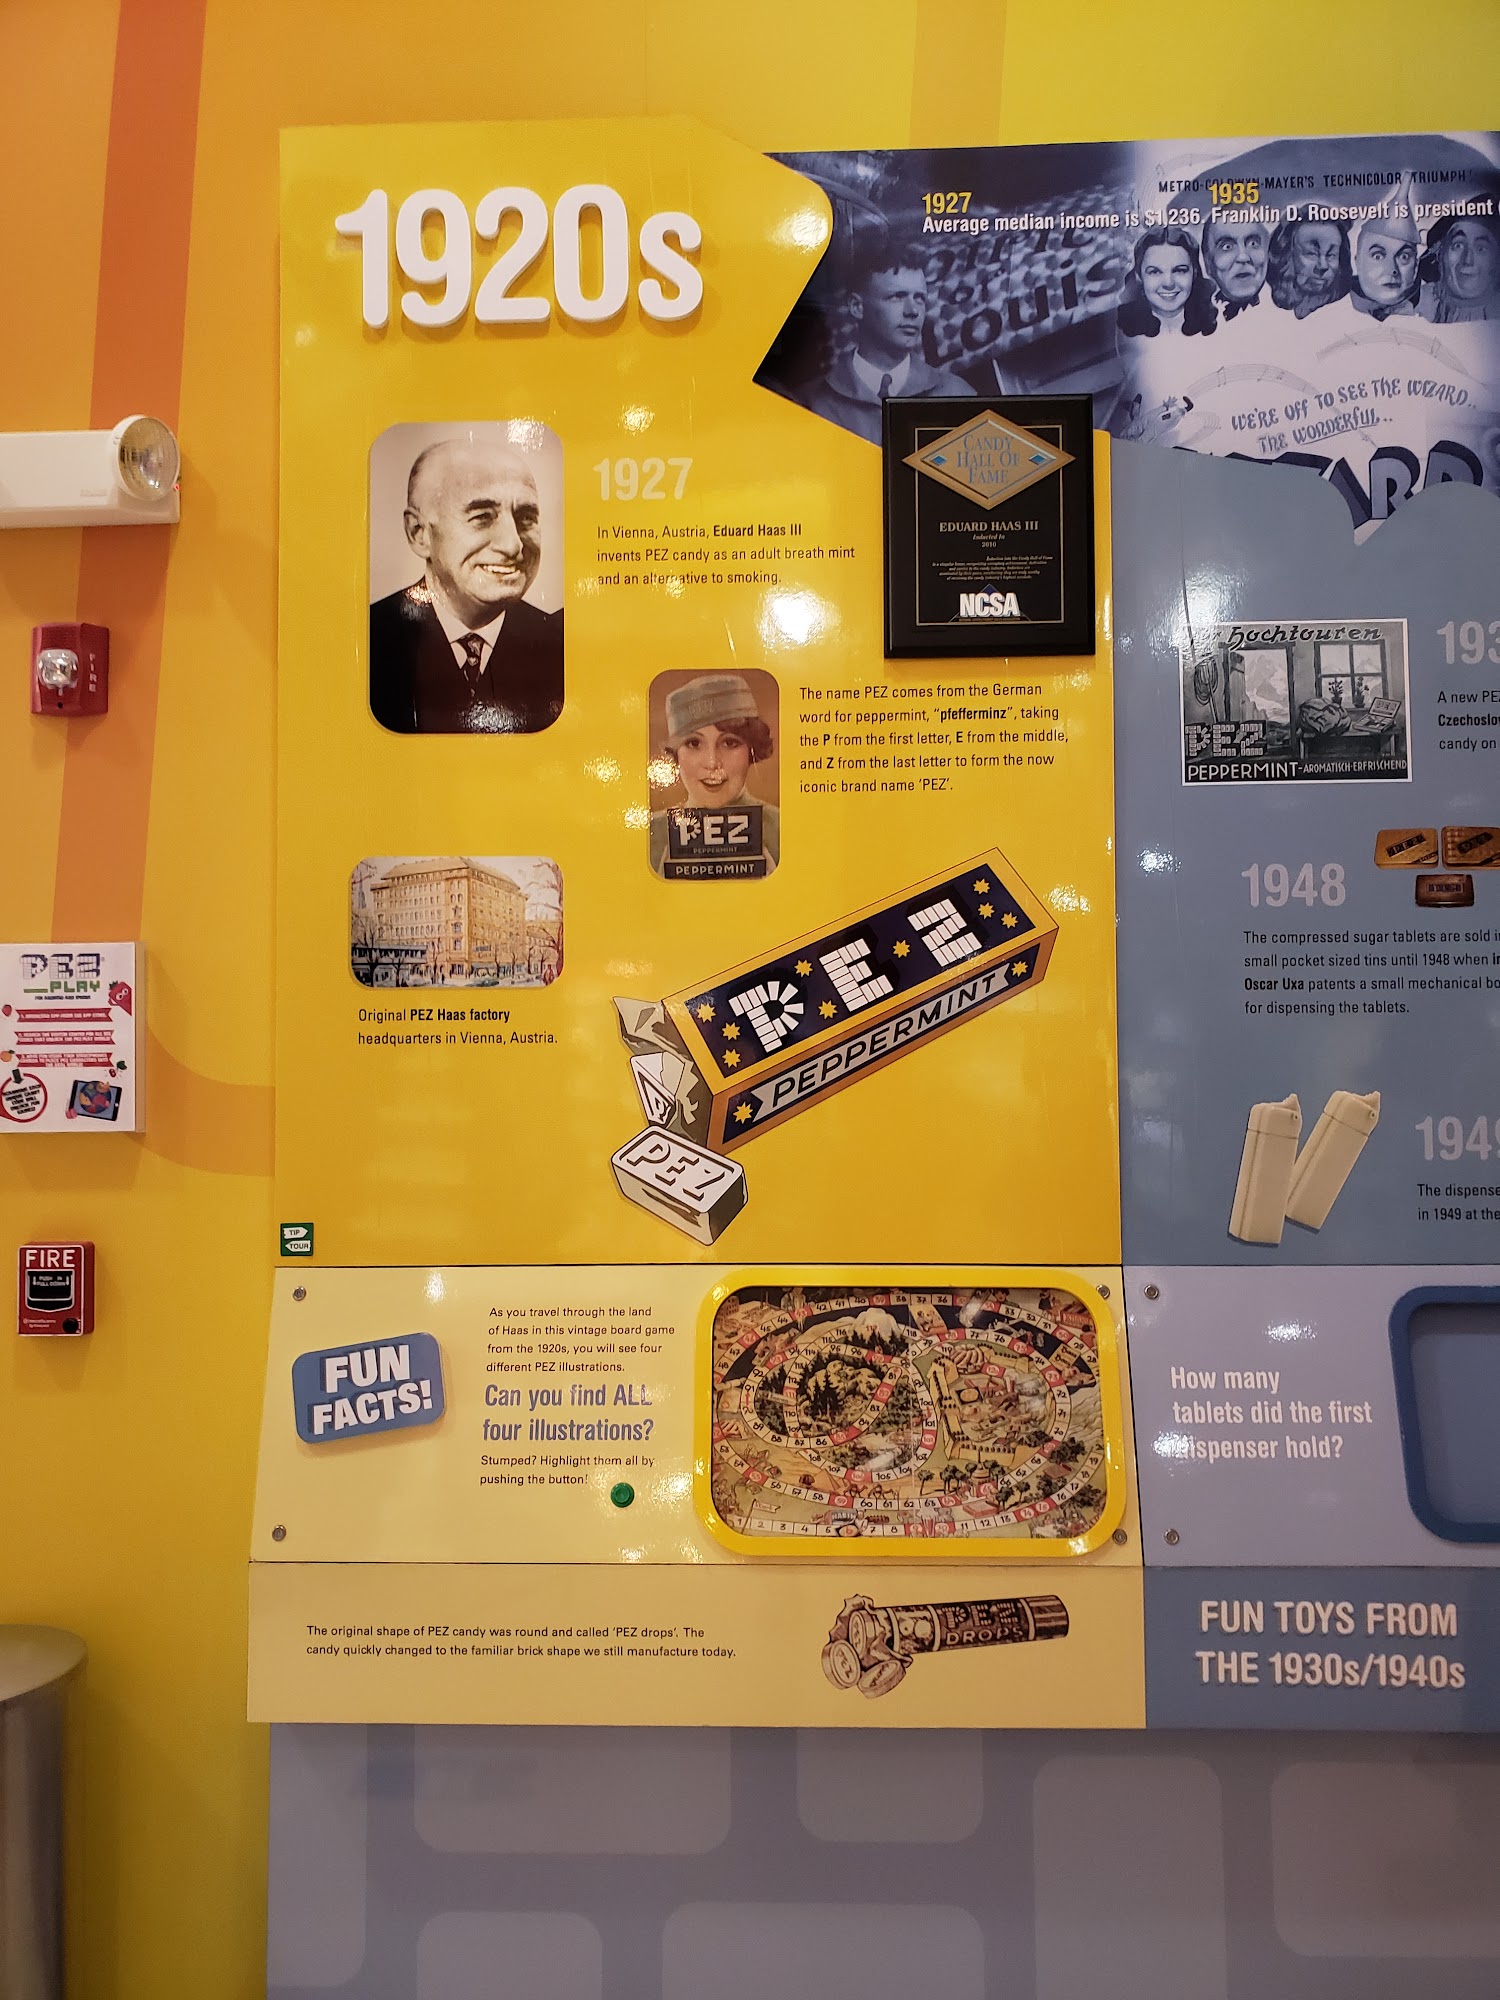 1920s
1927
Average median income is $1,236.
1935
Franklin D. Roosevelt is president
METRO-GOLDWYN-MAYER'S TECHNICOLOR TRIUMPH
Louis
WE'RE OFF TO SEE THE WIZARD..
THE WONDERFUL..
1927
In Vienna, Austria, Eduard Haas III
invents PEZ candy as an adult breath mint
and an alternative to smoking.
CANDY
HALL OF
FAME
EDUARD HAAS III
Inducted In
2010
NCSA
The name PEZ comes from the German
word for peppermint, "pfefferminz", taking
the P from the first letter, E from the middle,
and Z from the last letter to form the now
iconic brand name 'PEZ'.
PEZ
PEPPERMINT
PEPPERMINT
Original PEZ Haas factory
headquarters in Vienna, Austria.
PEZ
PEPPERMINT
PEZ
TIP
TOUR
FUN
FACTS!
As you travel through the land
of Haas in this vintage board game
from the 1920s, you will see four
different PEZ illustrations.
Can you find ALL
four illustrations?
Stumped? Highlight them all by
pushing the button!
The original shape of PEZ candy was round and called 'PEZ drops'. The
candy quickly changed to the familiar brick shape we still manufacture today.
PEZ
DROPS
Hochtouren
PEZ
PEPPERMINT-AROMATISCH-ERFRISCHEND
193
A new PE
Czechoslo
candy on
1948
The compressed sugar tablets are sold i
small pocket sized tins until 1948 when in
Oscar Uxa patents a small mechanical bo
for dispensing the tablets.
1949
The dispense
in 1949 at the
How many
tablets did the first
dispenser hold?
FUN TOYS FROM
THE 1930s/1940s
FIRE
PEZ
PLAY
FIRE